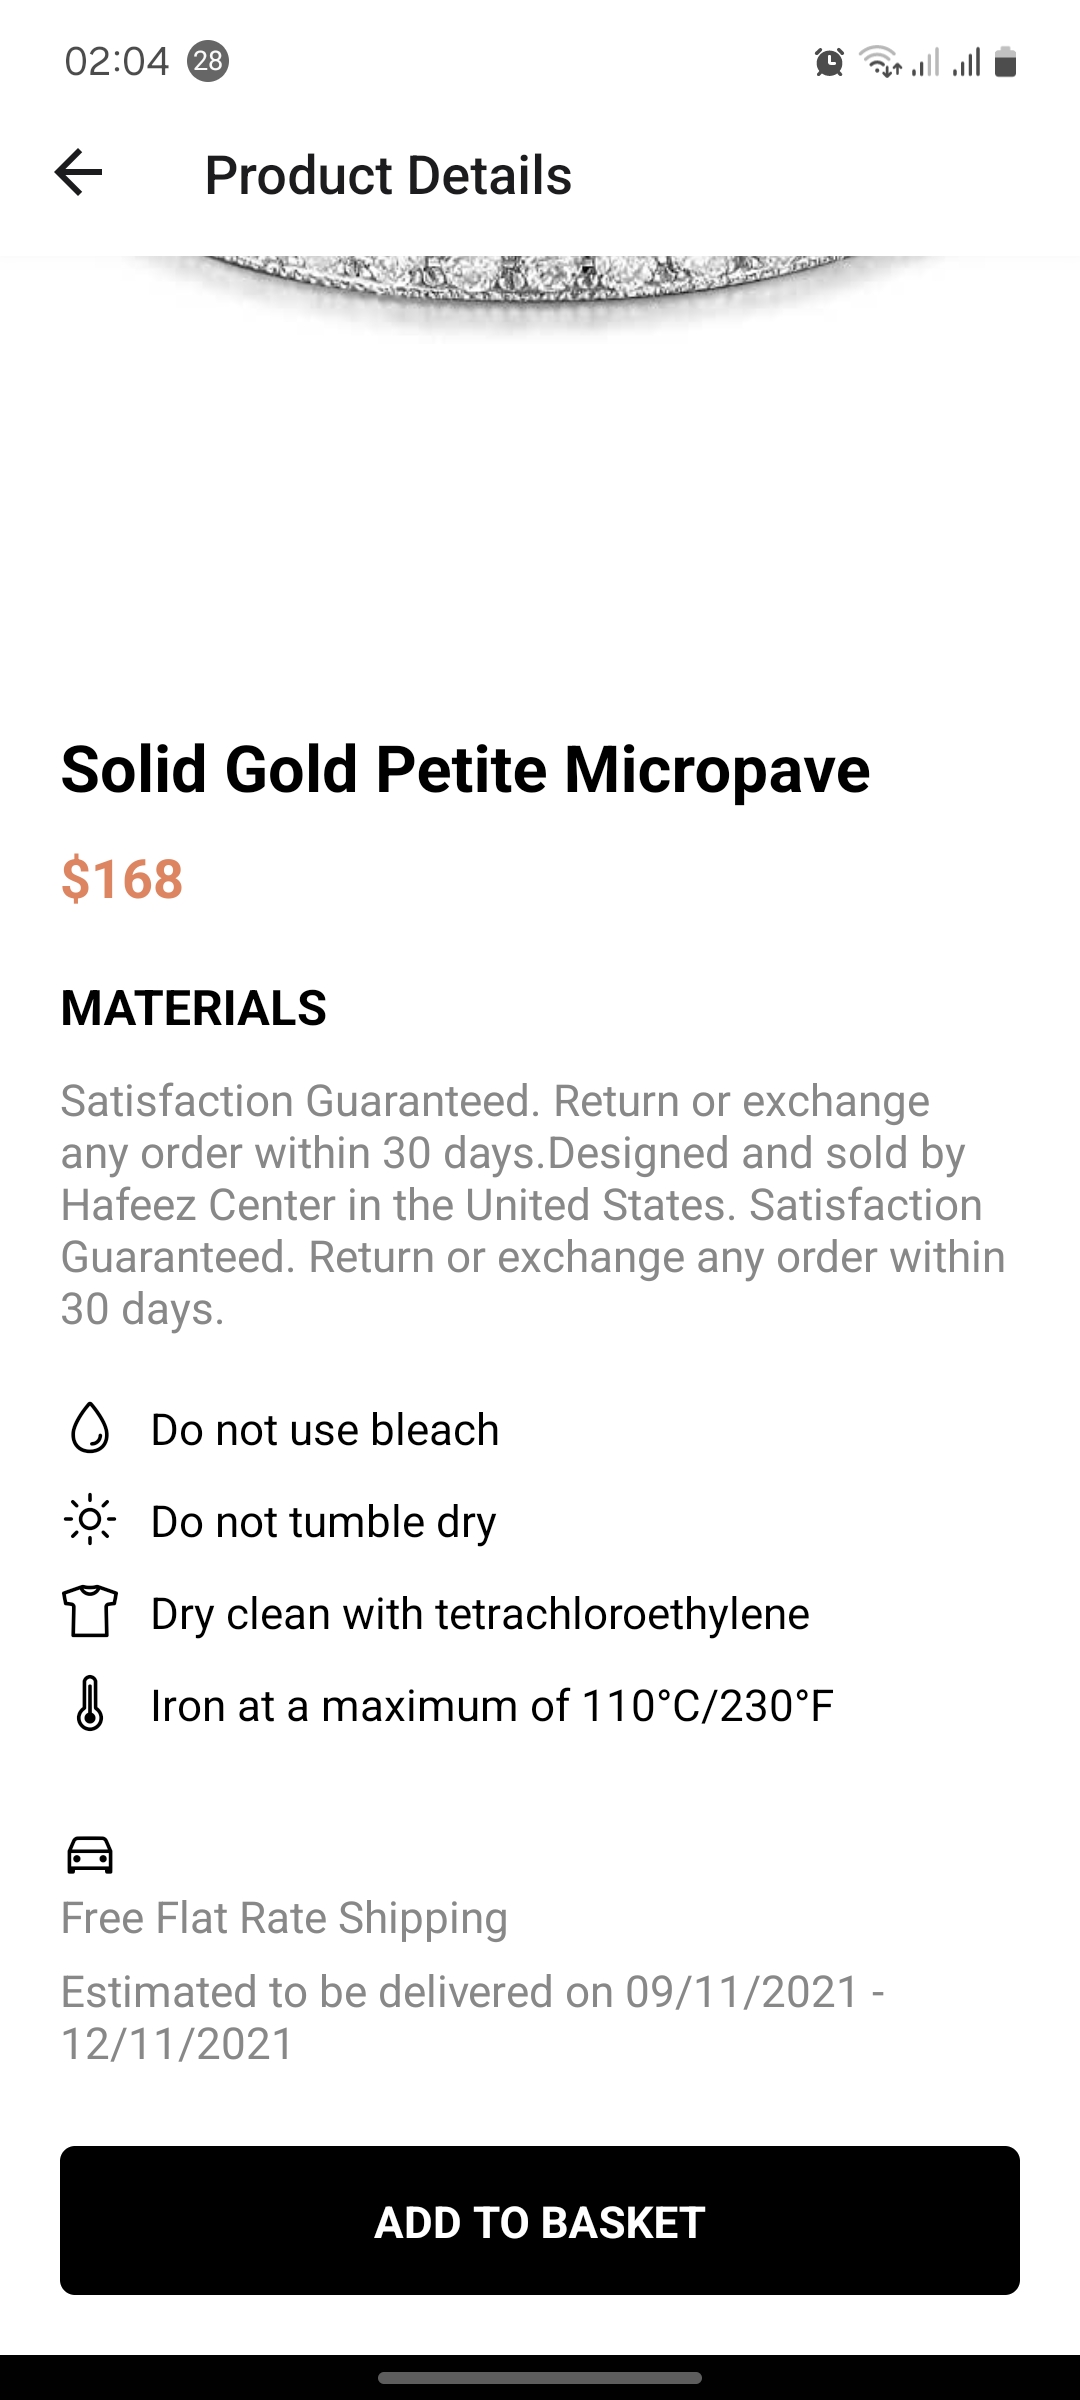 02:04 28
Product Details
Solid Gold Petite Micropave
$168
MATERIALS
Satisfaction Guaranteed. Return or exchange
any order within 30 days.Designed and sold by
Hafeez Center in the United States. Satisfaction
Guaranteed. Return or exchange any order within
30 days.
Do not use bleach
Do not tumble dry
Dry clean with tetrachloroethylene
Iron at a maximum of 110°C/230°F
Free Flat Rate Shipping
Estimated to be delivered on 09/11/2021 -
12/11/2021
ADD TO BASKET